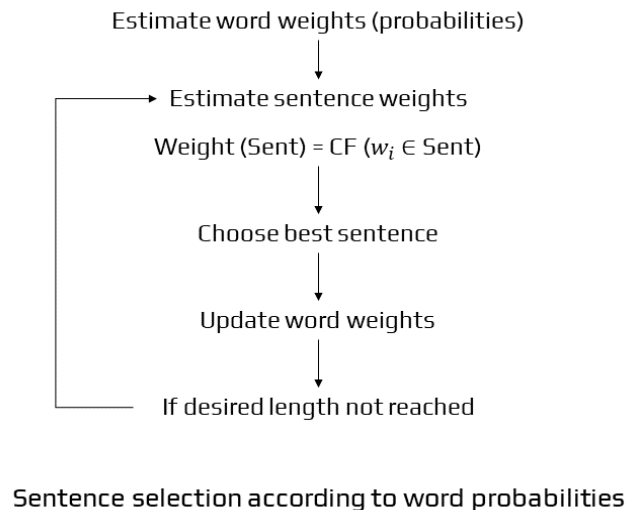 Estimate word weights (probabilities)
Estimate sentence weights
Weight (Sent) = CF (𝑤ᵢ ∈ Sent)
Choose best sentence
Update word weights
If desired length not reached
Sentence selection according to word probabilities